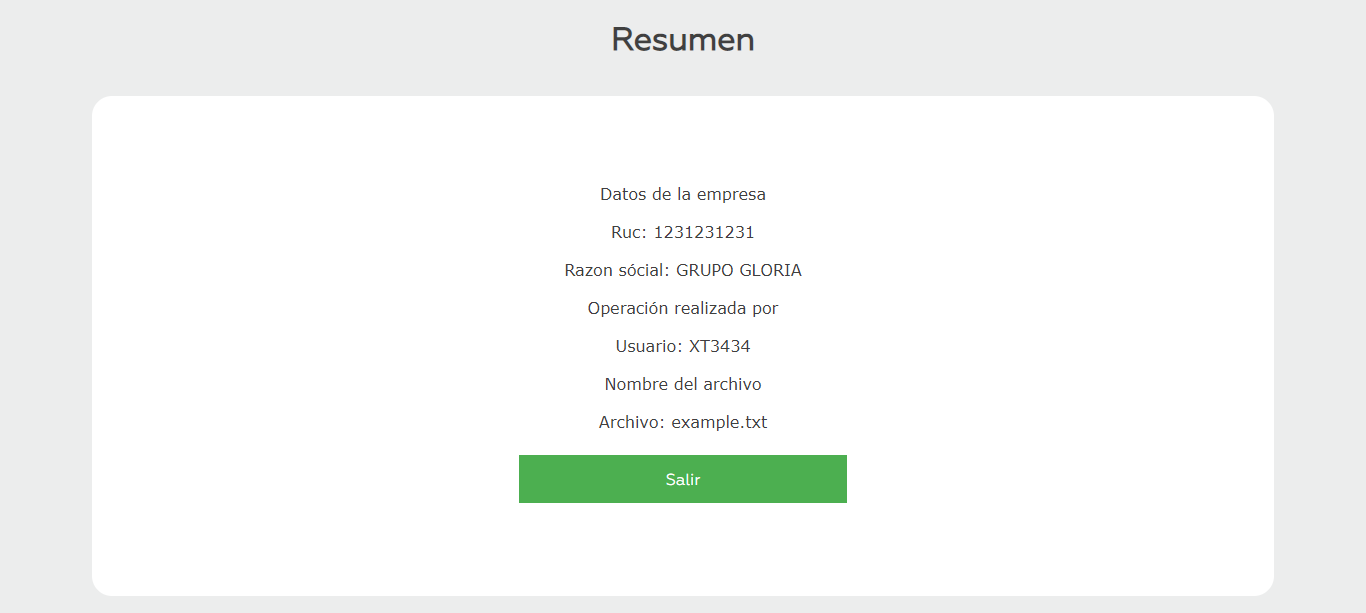 Resumen
Datos de la empresa
Ruc: 1231231231
Razon sócial: GRUPO GLORIA
Operación realizada por
Usuario: XT3434
Nombre del archivo
Archivo: example.txt
Salir